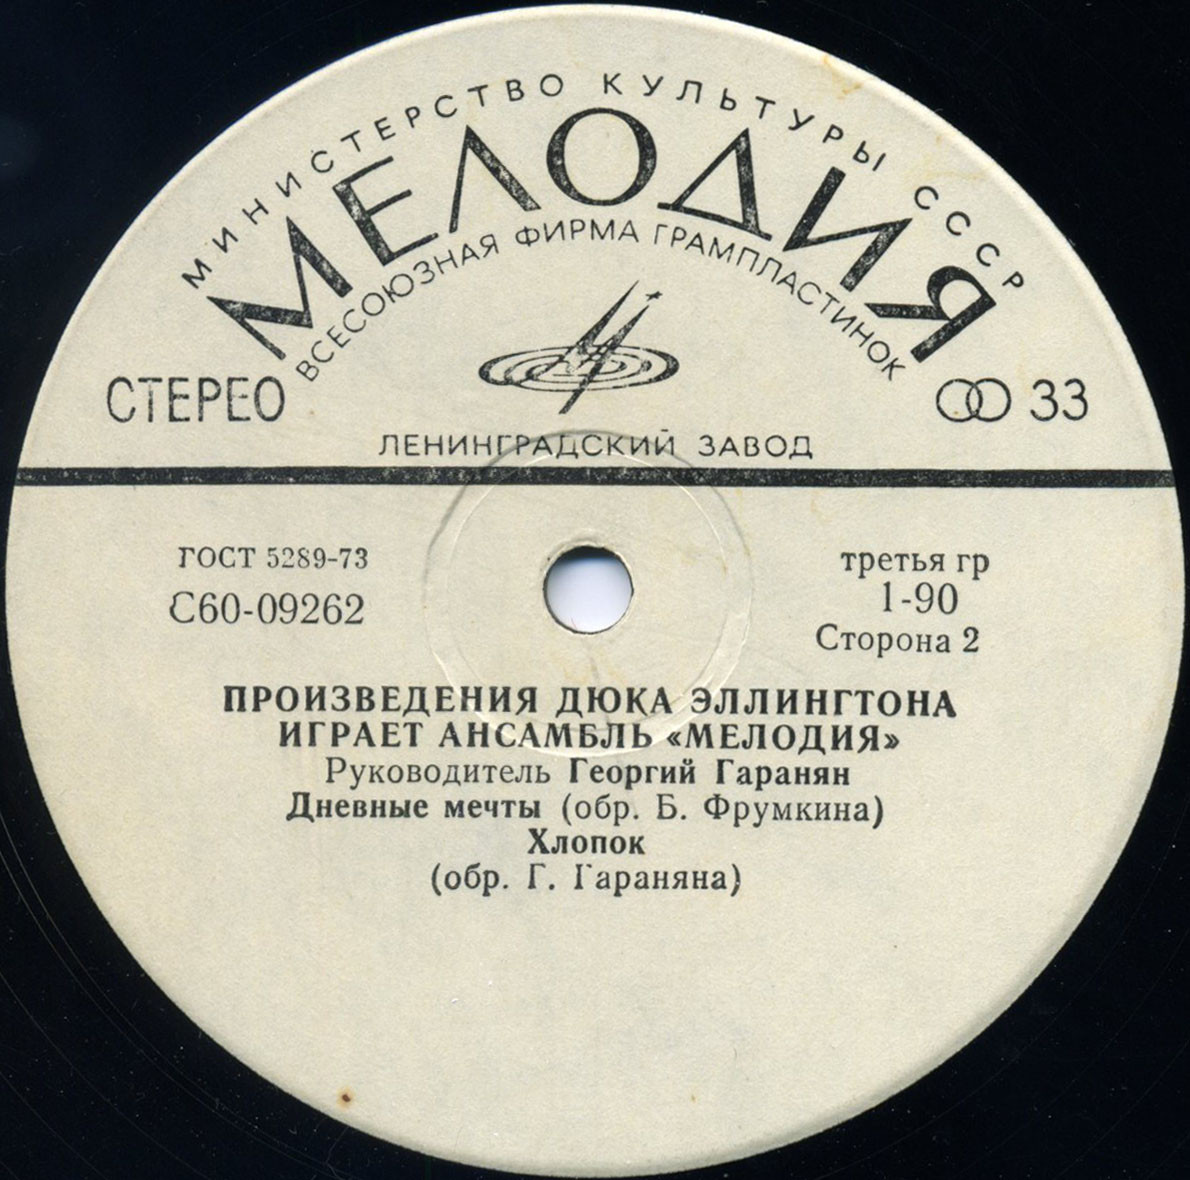 МИНИСТЕРСТВО КУЛЬТУРЫ СССР
МЕЛОДИЯ
ВСЕСОЮЗНАЯ ФИРМА ГРАМПЛАСТИНОК
СТЕРЕО
33
ЛЕНИНГРАДСКИЙ ЗАВОД
ГОСТ 5289-73
С60-09262
третья гр
1-90
Сторона 2
ПРОИЗВЕДЕНИЯ ДЮКА ЭЛЛИНГТОНА
ИГРАЕТ АНСАМБЛЬ «МЕЛОДИЯ»
Руководитель Георгий Гаранян
Дневные мечты (обр. Б. Фрумкина)
Хлопок
(обр. Г. Гараняна)